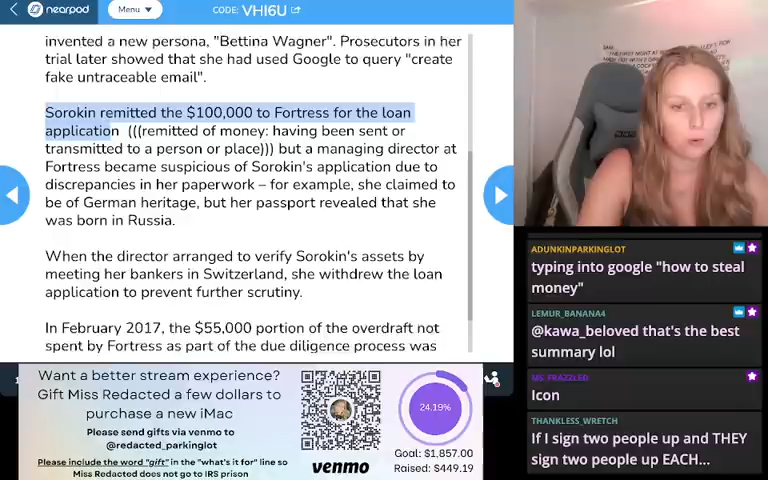 nearpod
Menu
CODE: VHI6U
invented a new persona, "Bettina Wagner". Prosecutors in her
trial later showed that she had used Google to query "create
fake untraceable email".
Sorokin remitted the $100,000 to Fortress for the loan
application (((remitted of money: having been sent or
transmitted to a person or place))) but a managing director at
Fortress became suspicious of Sorokin's application due to
discrepancies in her paperwork – for example, she claimed to
be of German heritage, but her passport revealed that she
was born in Russia.
When the director arranged to verify Sorokin's assets by
meeting her bankers in Switzerland, she withdrew the loan
application to prevent further scrutiny.
In February 2017, the $55,000 portion of the overdraft not
spent by Fortress as part of the due diligence process was
Want a better stream experience?
Gift Miss Redacted a few dollars to
purchase a new iMac
Please send gifts via venmo to
@redacted_parkinglot
Please include the word "gift" in the "what's it for" line so
Miss Redacted does not go to IRS prison
venmo
24.19%
Goal: $1,857.00
Raised: $449.19
ADUNKINPARKINGLOT
typing into google "how to steal
money"
LEMUR_BANANA4
@kawa_beloved that's the best
summary lol
MS_FRAZZLED
Icon
THANKLESS_WRETCH
If I sign two people up and THEY
sign two people up EACH...